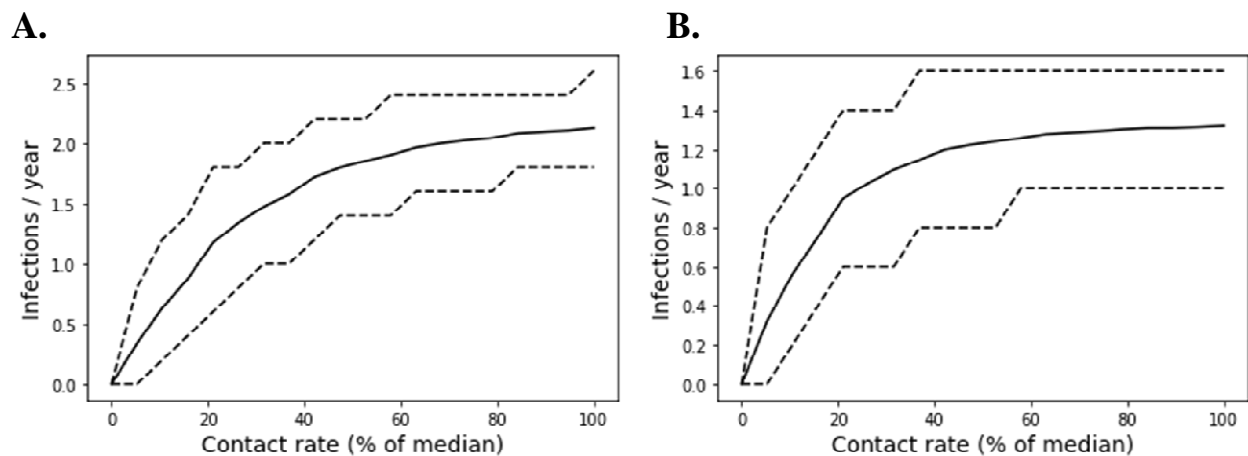 A.
B.
Infections / year
2.5
2.0
1.5
1.0
0.5
0.0
0 20 40 60 80 100
Contact rate (% of median)
Infections / year
1.6
1.4
1.2
1.0
0.8
0.6
0.4
0.2
0.0
0 20 40 60 80 100
Contact rate (% of median)